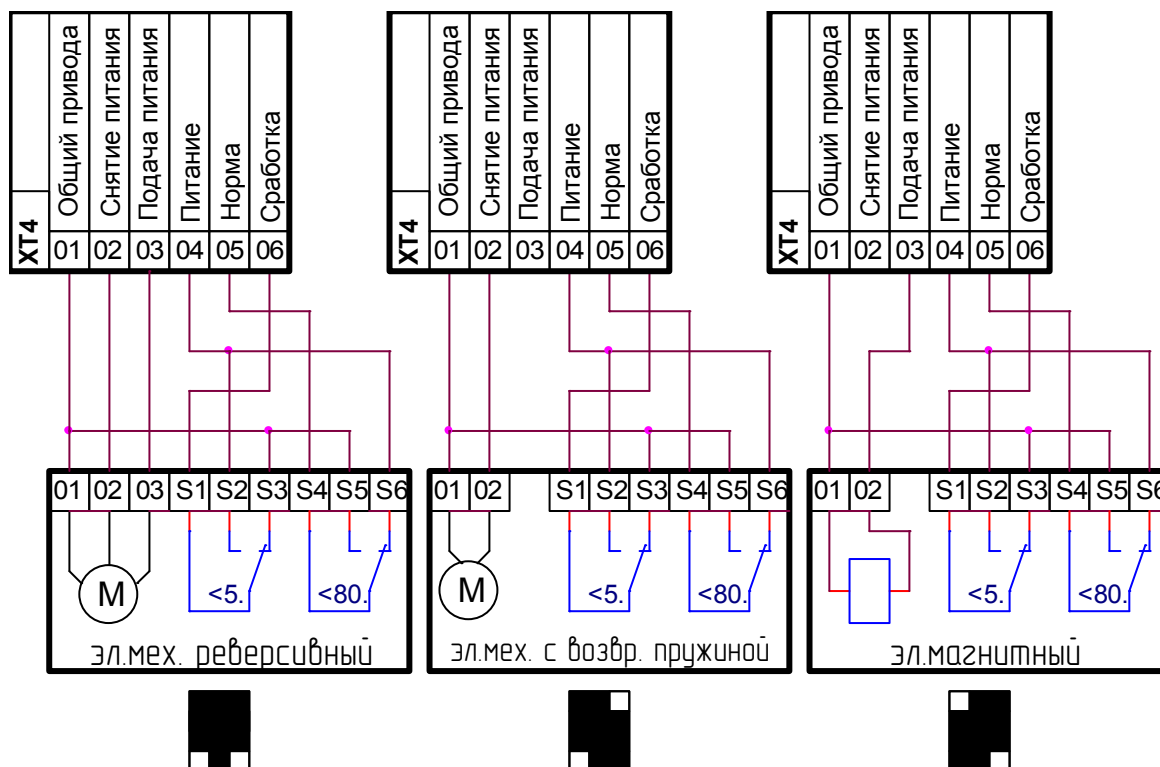 XT4
Общий привода
Снятие питания
Подача питания
Питание
Норма
Сработка
01 02 03 04 05 06
XT4
Общий привода
Снятие питания
Подача питания
Питание
Норма
Сработка
01 02 03 04 05 06
XT4
Общий привода
Снятие питания
Подача питания
Питание
Норма
Сработка
01 02 03 04 05 06
01 02 03 S1 S2 S3 S4 S5 S6
M <5. <80.
эл.мех. реверсивный
01 02 S1 S2 S3 S4 S5 S6
M <5. <80.
эл.мех. с возвр. пружиной
01 02 S1 S2 S3 S4 S5 S6
<5. <80.
эл.магнитный